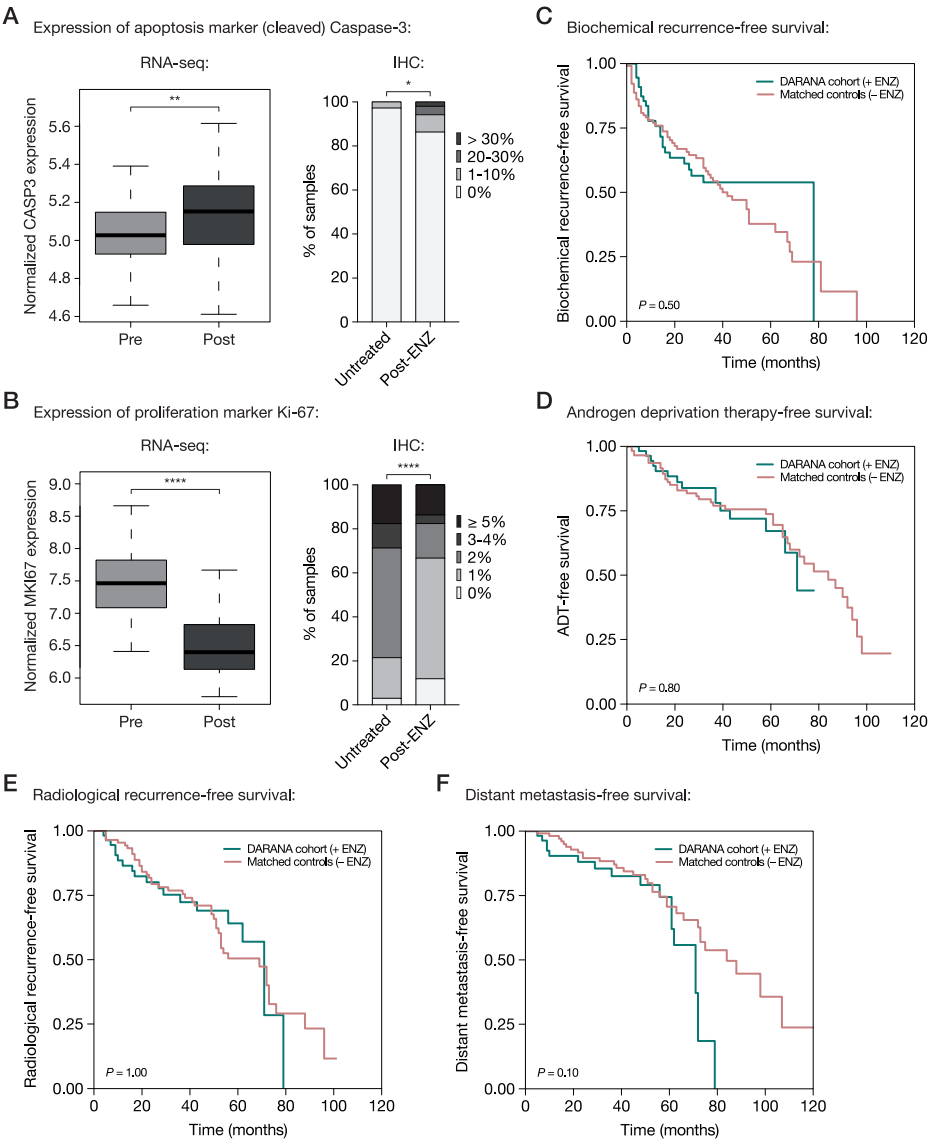 A Expression of apoptosis marker (cleaved) Caspase-3:
RNA-seq:
**
Normalized CASP3 expression
5.6
5.4
5.2
5.0
4.8
4.6
Pre Post
IHC:
*
% of samples
100
80
60
40
20
0
> 30%
20-30%
1-10%
0%
Untreated
Post-ENZ
B Expression of proliferation marker Ki-67:
RNA-seq:
****
Normalized MKI67 expression
9.0
8.5
8.0
7.5
7.0
6.5
6.0
Pre Post
IHC:
****
% of samples
100
80
60
40
20
0
≥ 5%
3-4%
2%
1%
0%
Untreated
Post-ENZ
C Biochemical recurrence-free survival:
Biochemical recurrence-free survival
1.00
0.75
0.50
0.25
0.00
DARANA cohort (+ ENZ)
Matched controls (– ENZ)
P = 0.50
0 20 40 60 80 100 120
Time (months)
D Androgen deprivation therapy-free survival:
ADT-free survival
1.00
0.75
0.50
0.25
0.00
DARANA cohort (+ ENZ)
Matched controls (– ENZ)
P = 0.80
0 20 40 60 80 100 120
Time (months)
E Radiological recurrence-free survival:
Radiological recurrence-free survival
1.00
0.75
0.50
0.25
0.00
DARANA cohort (+ ENZ)
Matched controls (– ENZ)
P = 1.00
0 20 40 60 80 100 120
Time (months)
F Distant metastasis-free survival:
Distant metastasis-free survival
1.00
0.75
0.50
0.25
0.00
DARANA cohort (+ ENZ)
Matched controls (– ENZ)
P = 0.10
0 20 40 60 80 100 120
Time (months)